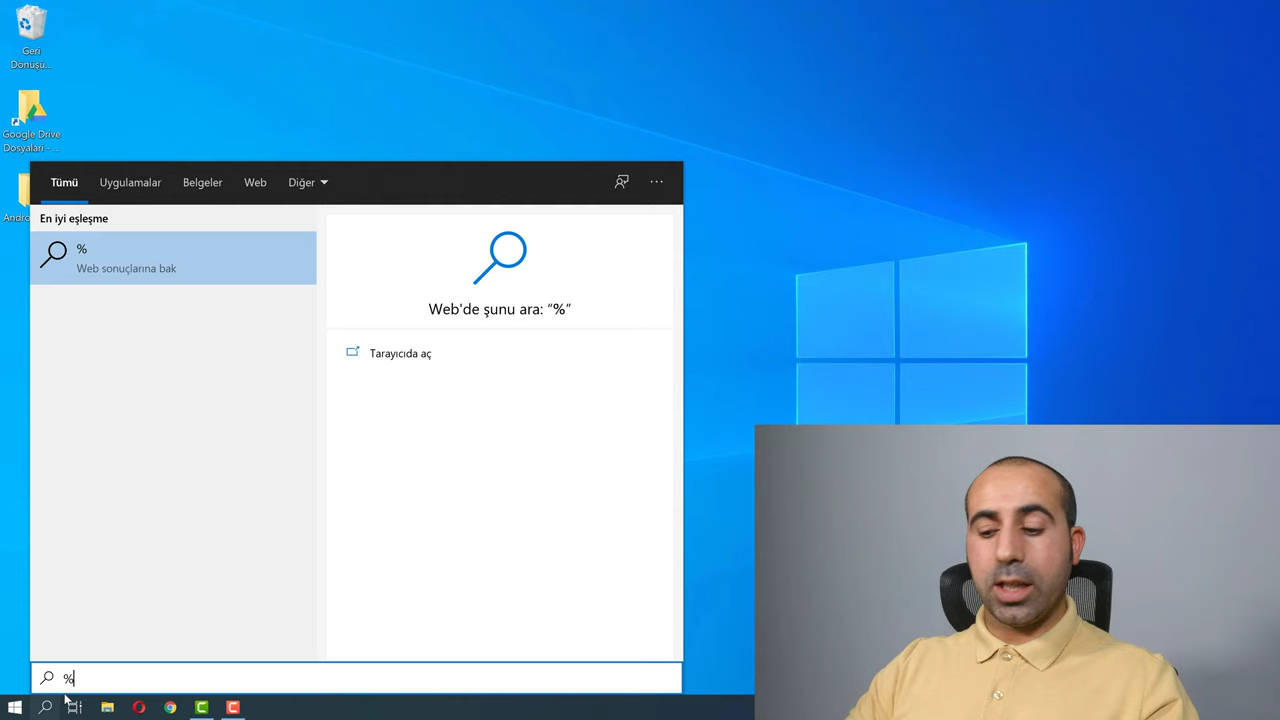 Geri
Dönüşü...
Google Drive
Dosyaları - ...
Andro
Tümü
Uygulamalar
Belgeler
Web
Diğer
En iyi eşleşme
%
Web sonuçlarına bak
Web'de şunu ara: “%”
Tarayıcıda aç
%